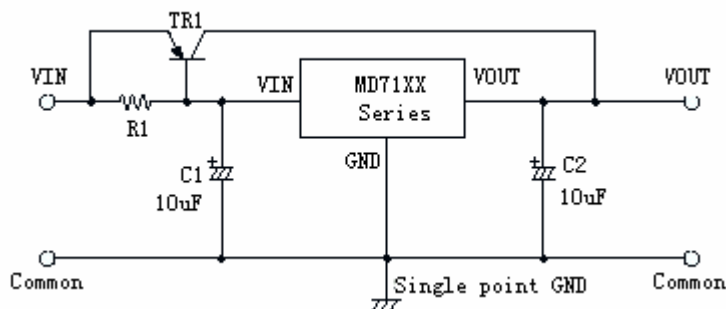 TR1
VIN
VIN
MD71XX
Series
VOUT
VOUT
R1
GND
C1
10uF
C2
10uF
Common
Single point GND
Common